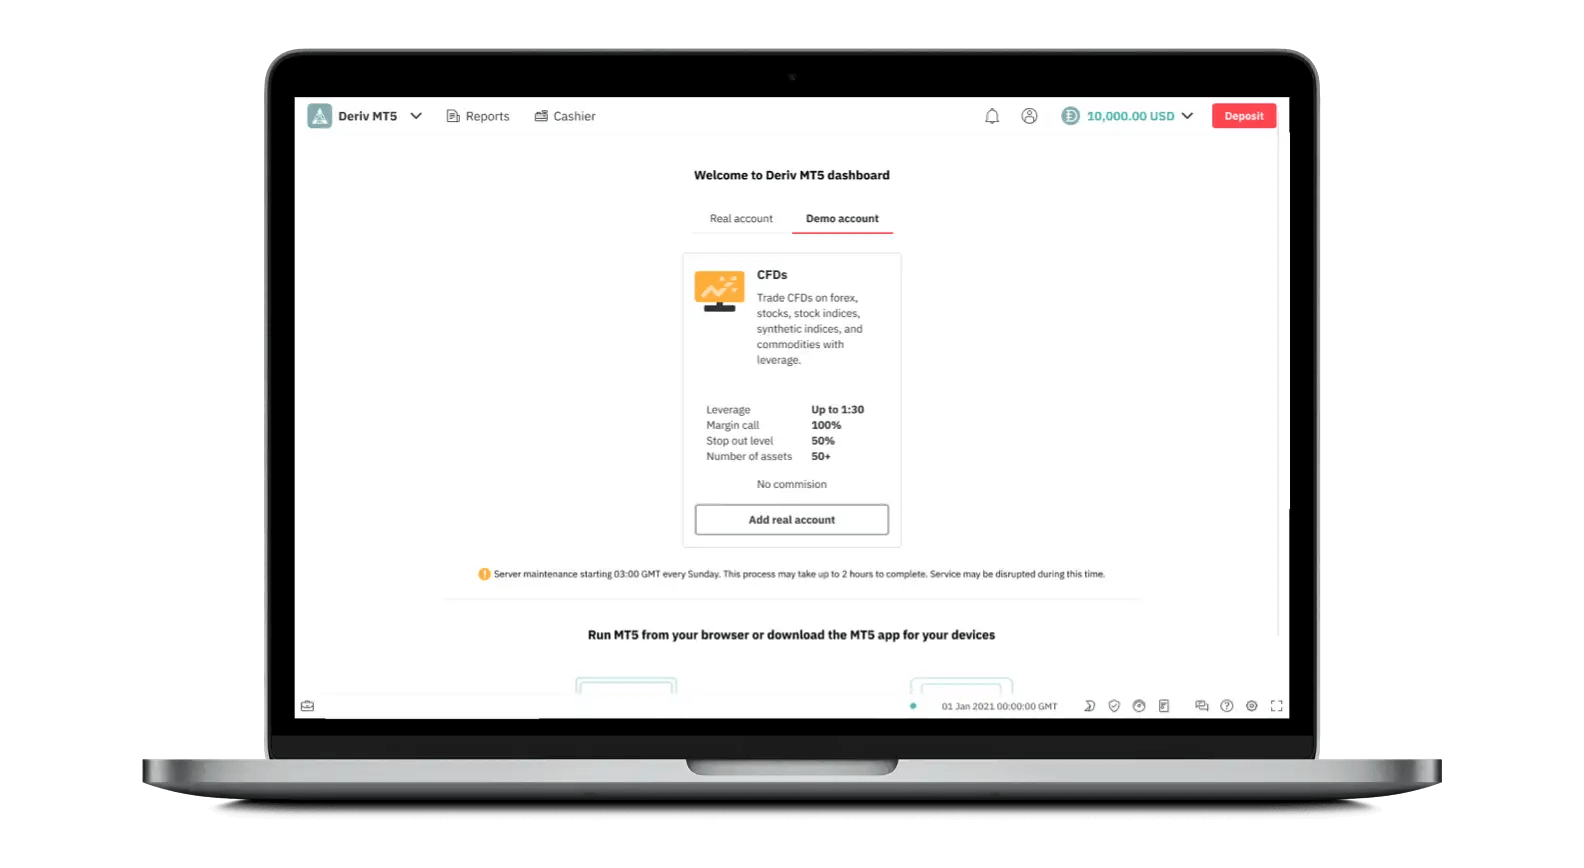 Deriv MT5
Reports
Cashier
10,000.00 USD
Deposit
Welcome to Deriv MT5 dashboard
Real account
Demo account
CFDs
Trade CFDs on forex,
stocks, stock indices,
synthetic indices, and
commodities with
leverage.
Leverage Up to 1:30
Margin call 100%
Stop out level 50%
Number of assets 50+
No commision
Add real account
Server maintenance starting 03:00 GMT every Sunday. This process may take up to 2 hours to complete. Service may be disrupted during this time.
Run MT5 from your browser or download the MT5 app for your devices
01 Jan 2021 00:00:00 GMT